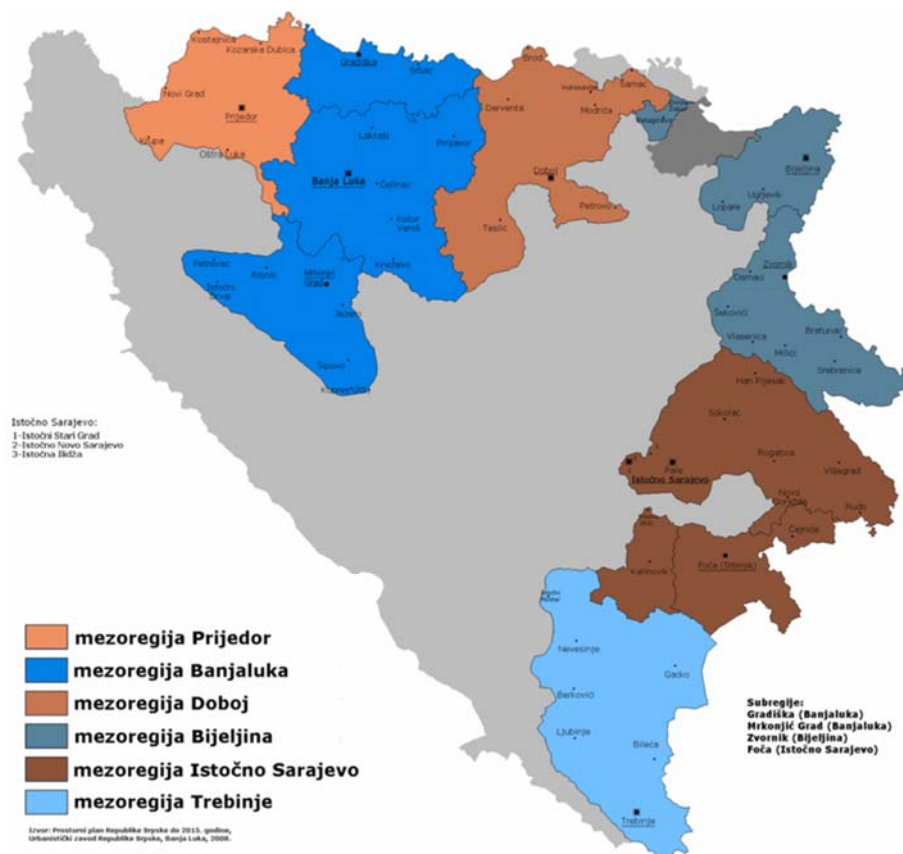 Kostajnica
Kozarska Dubica
Gradiška
Srbac
Brod
Šamac
Novi Grad
Prijedor
Derventa
Vukosavlje
Modriča
Krupa
Oštra Luka
Laktaši
Prnjavor
Pelagićevo
Banja Luka
Čelinac
Doboj
Petrovo
Bijeljina
Ugljevik
Lopare
Kotor
Varoš
Teslić
Kneževo
Petrovac
Ribnik
Mrkonjić
Grad
Istočni
Drvar
Jezero
Šipovo
Zvornik
Osmaci
Šekovići
Vlasenica
Milići
Bratunac
Srebrenica
Han Pijesak
Sokolac
Istočno Sarajevo:
1-Istočni Stari Grad
2-Istočno Novo Sarajevo
3-Istočna Ilidža
Pale
Istočno Sarajevo
Rogatica
Višegrad
Novo
Goražde
Rudo
Čajniče
Kalinovik
Foča (Srbinje)
Nevesinje
Gacko
Berkovići
Ljubinje
Bileća
Trebinje
mezoregija Prijedor
mezoregija Banjaluka
mezoregija Doboj
mezoregija Bijeljina
mezoregija Istočno Sarajevo
mezoregija Trebinje
Subregije:
Gradiška (Banjaluka)
Mrkonjić Grad (Banjaluka)
Zvornik (Bijeljina)
Foča (Istočno Sarajevo)
Izvor: Prostorni plan Republike Srpske do 2015. godine,
Urbanistički zavod Republike Srpske, Banja Luka, 2008.